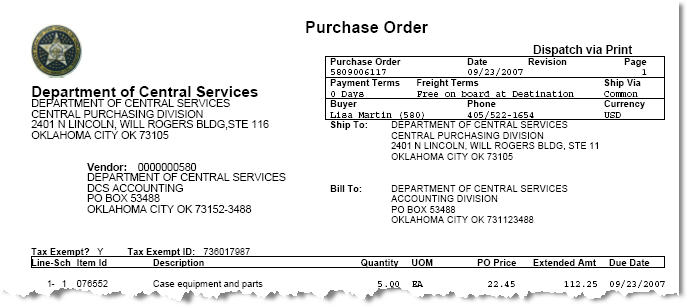 Purchase Order
Dispatch via Print
Purchase Order Date Revision Page
5809006117 09/23/2007 1
Payment Terms Freight Terms Ship Via
0 Days Free on board at Destination Common
Buyer Phone Currency
Lisa Martin (580) 405/522-1654 USD
Department of Central Services
DEPARTMENT OF CENTRAL SERVICES
CENTRAL PURCHASING DIVISION
2401 N LINCOLN, WILL ROGERS BLDG,STE 116
OKLAHOMA CITY OK 73105
Ship To: DEPARTMENT OF CENTRAL SERVICES
CENTRAL PURCHASING DIVISION
2401 N LINCOLN, WILL ROGERS BLDG, STE 11
OKLAHOMA CITY OK 73105
Vendor: 0000000580
DEPARTMENT OF CENTRAL SERVICES
DCS ACCOUNTING
PO BOX 53488
OKLAHOMA CITY OK 73152-3488
Bill To: DEPARTMENT OF CENTRAL SERVICES
ACCOUNTING DIVISION
PO BOX 53488
OKLAHOMA CITY OK 731123488
Tax Exempt? Y Tax Exempt ID: 736017987
Line-Sch Item Id Description Quantity UOM PO Price Extended Amt Due Date
1- 1 076552 Case equipment and parts 5.00 EA 22.45 112.25 09/23/2007